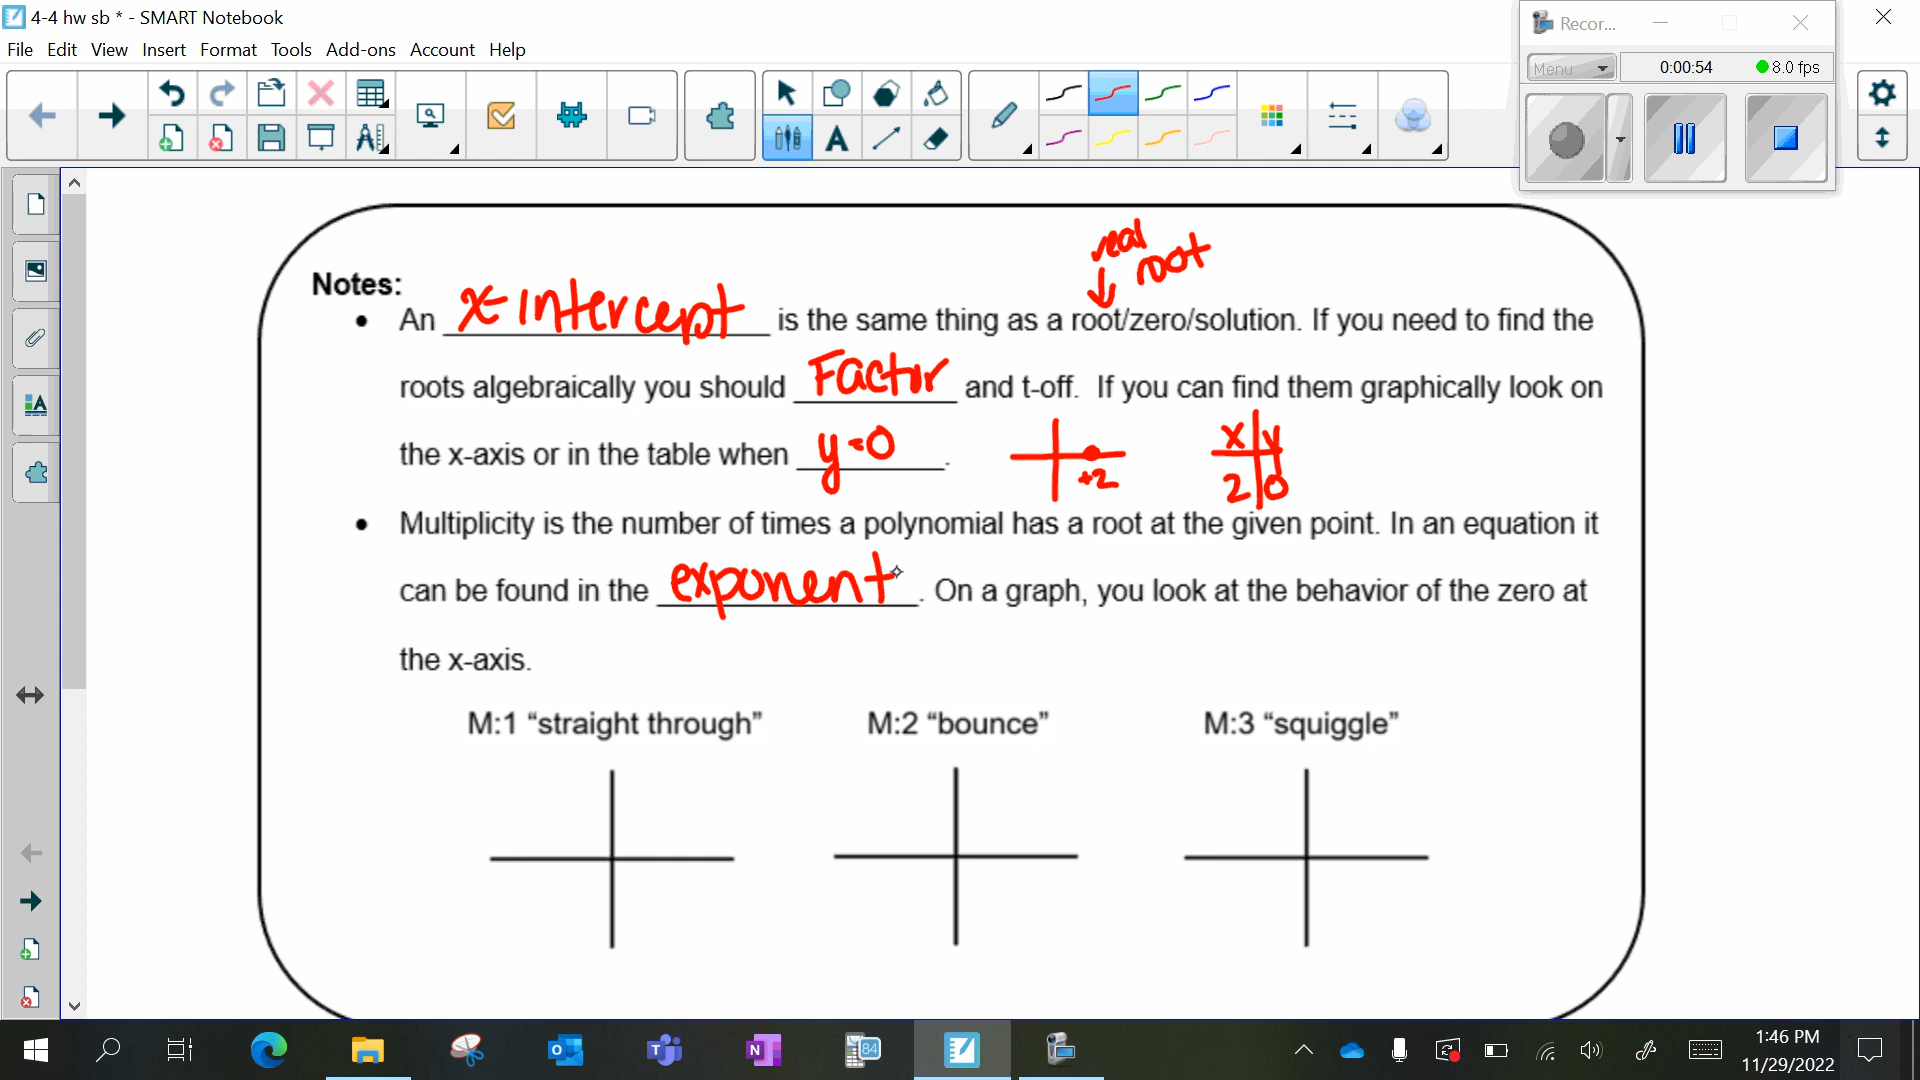 4-4 hw sb * - SMART Notebook
File Edit View Insert Format Tools Add-ons Account Help
Recor...
Menu 0:00:54 8.0 fps
real
root
Notes:
• An x-intercept is the same thing as a root/zero/solution. If you need to find the
roots algebraically you should Factor and t-off. If you can find them graphically look on
the x-axis or in the table when y=0.
+2
x y
2 0
• Multiplicity is the number of times a polynomial has a root at the given point. In an equation it
can be found in the exponent. On a graph, you look at the behavior of the zero at
the x-axis.
M:1 “straight through” M:2 “bounce” M:3 “squiggle”
84
1:46 PM
11/29/2022